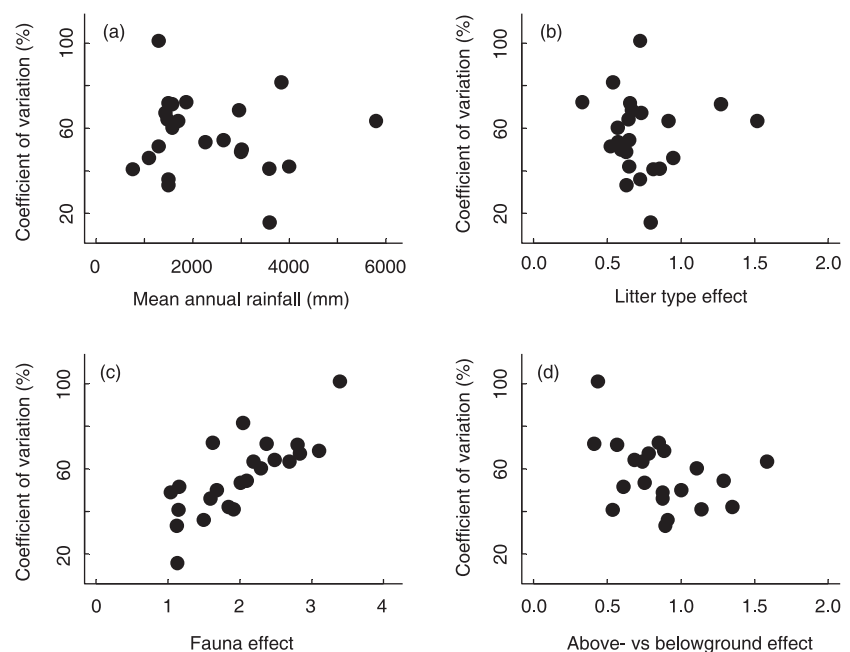 (a)
Coefficient of variation (%)
100
60
20
0
2000
4000
6000
Mean annual rainfall (mm)
(b)
Coefficient of variation (%)
100
60
20
0.0
0.5
1.0
1.5
2.0
Litter type effect
(c)
Coefficient of variation (%)
100
60
20
0
1
2
3
4
Fauna effect
(d)
Coefficient of variation (%)
100
60
20
0.0
0.5
1.0
1.5
2.0
Above- vs belowground effect